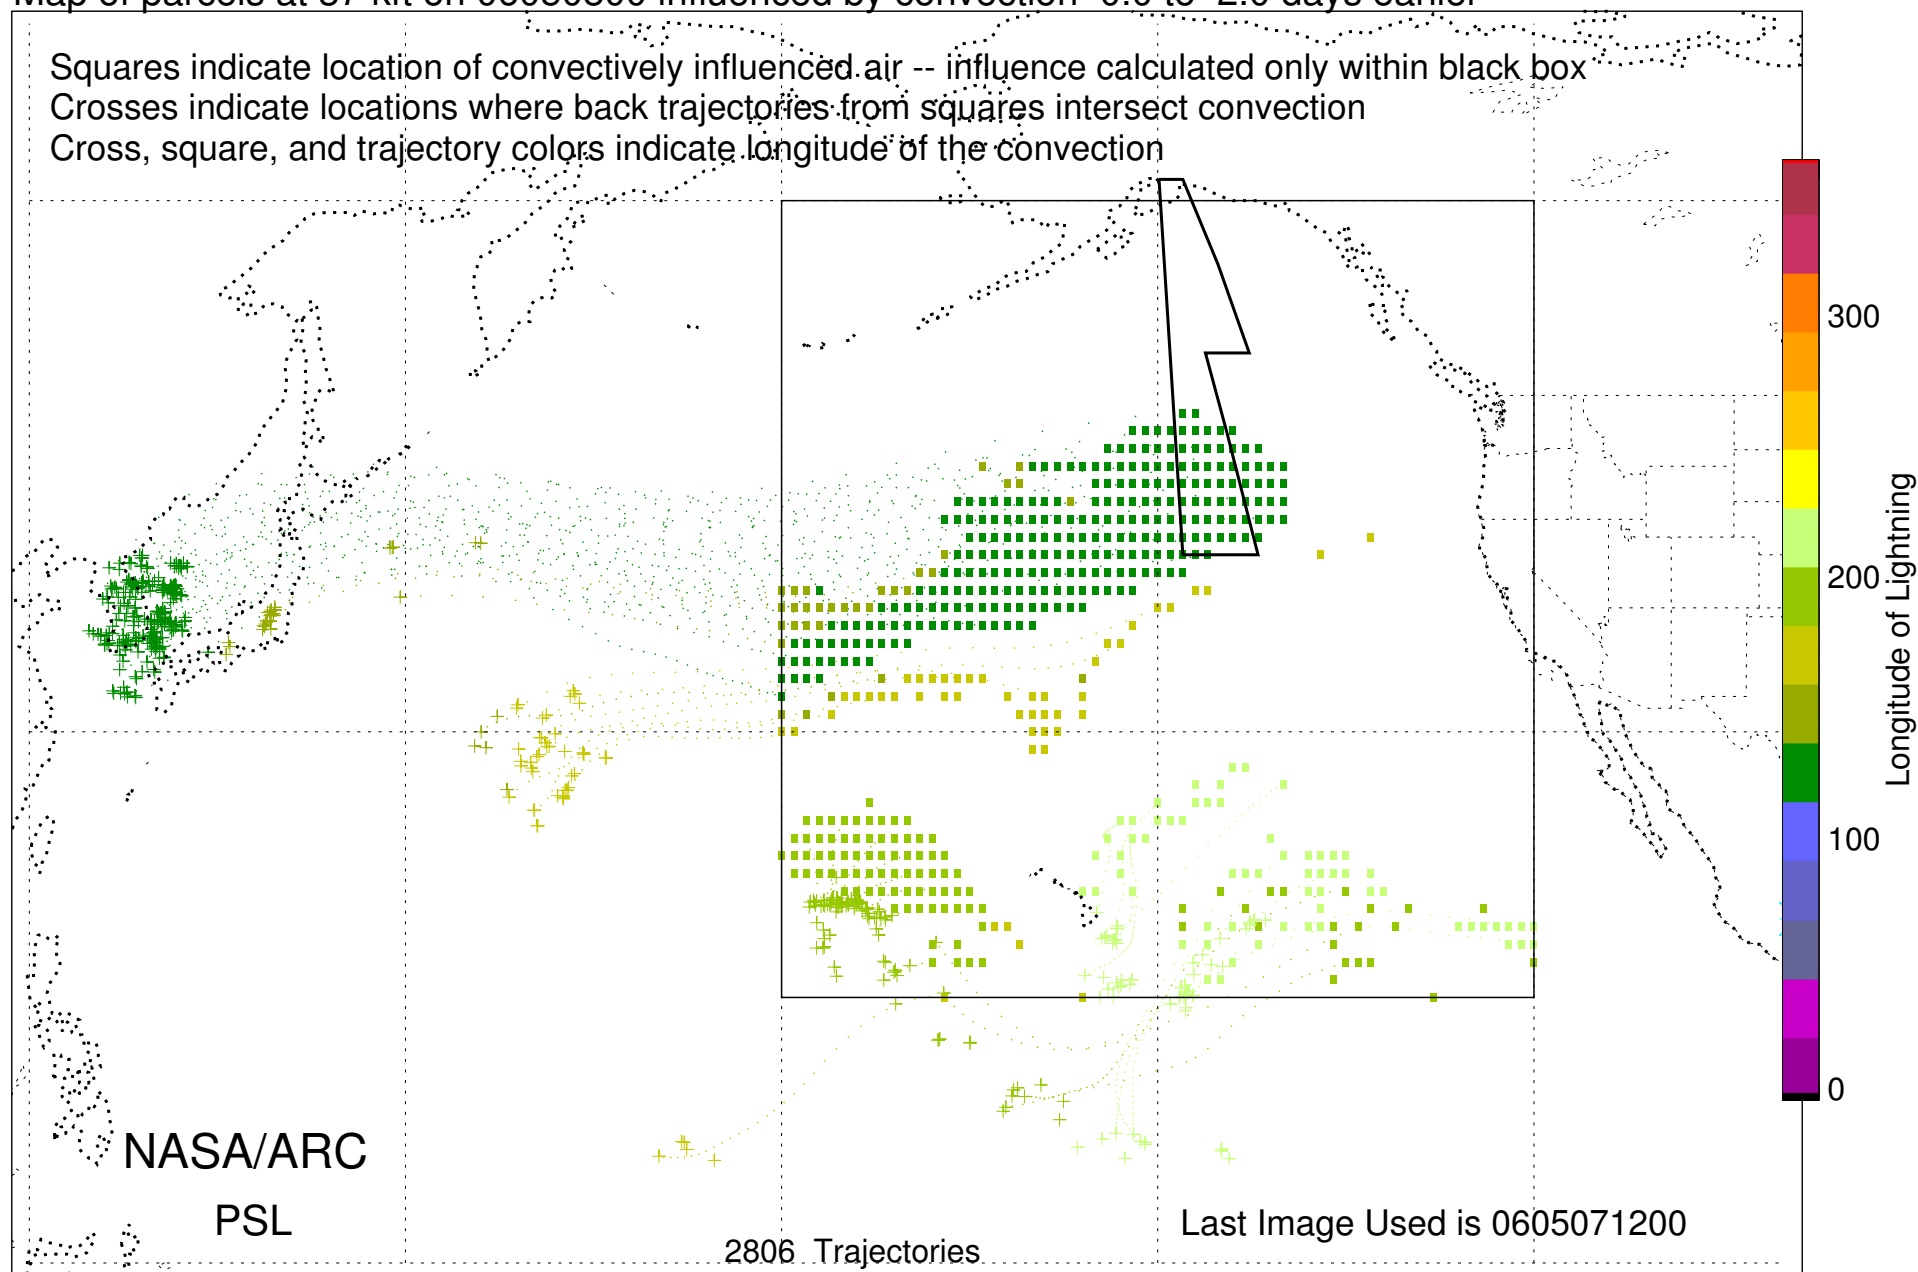 Squares indicate location of convectively influenced air -- influence calculated only within black box
Crosses indicate locations where back trajectories from squares intersect convection
Cross, square, and trajectory colors indicate longitude of the convection
300
200
100
0
Longitude of Lightning
NASA/ARC
PSL
Last Image Used is 0605071200
2806 Trajectories